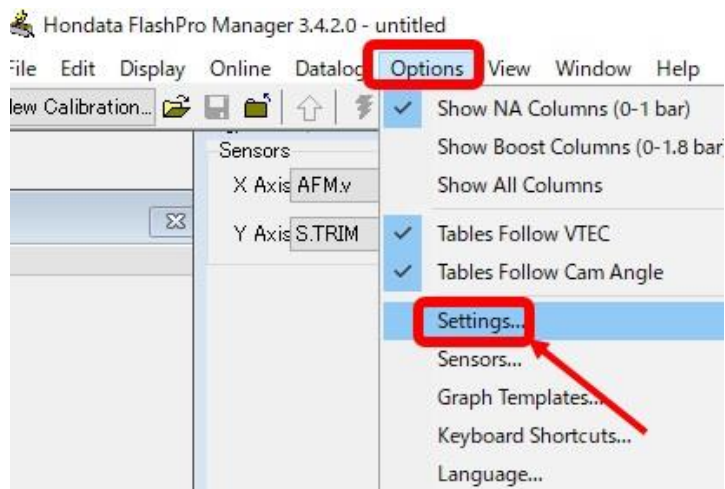 Hondata FlashPro Manager 3.4.2.0 - untitled
File Edit Display Online Datalog Options View Window Help
New Calibration...
Show NA Columns (0-1 bar)
Sensors
Show Boost Columns (0-1.8 bar
X Axis AFM.v
Show All Columns
Y Axis S.TRIM
Tables Follow VTEC
Tables Follow Cam Angle
Settings...
Sensors...
Graph Templates...
Keyboard Shortcuts...
Language...